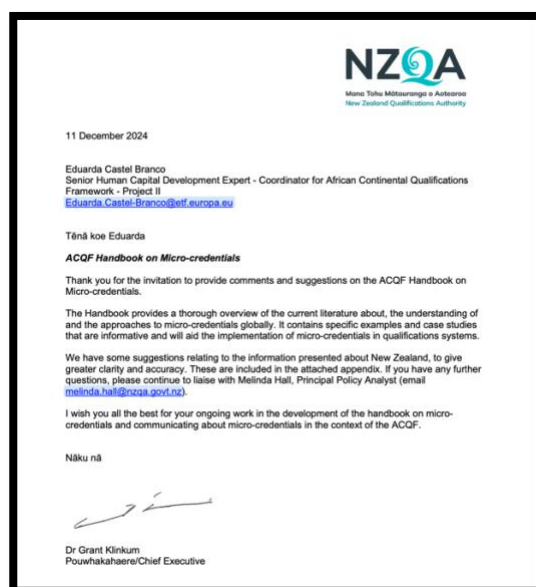 NZQA
Mana Tohu Mātauranga o Aotearoa
New Zealand Qualifications Authority
11 December 2024
Eduarda Castel Branco
Senior Human Capital Development Expert - Coordinator for African Continental Qualifications
Framework - Project II
Eduarda.Castel-Branco@etf.europa.eu
Tēnā koe Eduarda
ACQF Handbook on Micro-credentials
Thank you for the invitation to provide comments and suggestions on the ACQF Handbook on
Micro-credentials.
The Handbook provides a thorough overview of the current literature about, the understanding of
and the approaches to micro-credentials globally. It contains specific examples and case studies
that are informative and will aid the implementation of micro-credentials in qualifications systems.
We have some suggestions relating to the information presented about New Zealand, to give
greater clarity and accuracy. These are included in the attached appendix. If you have any further
questions, please continue to liaise with Melinda Hall, Principal Policy Analyst (email
melinda.hall@nzqa.govt.nz).
I wish you all the best for your ongoing work in the development of the handbook on micro-
credentials and communicating about micro-credentials in the context of the ACQF.
Nāku nā
Dr Grant Klinkum
Pouwhakahaere/Chief Executive